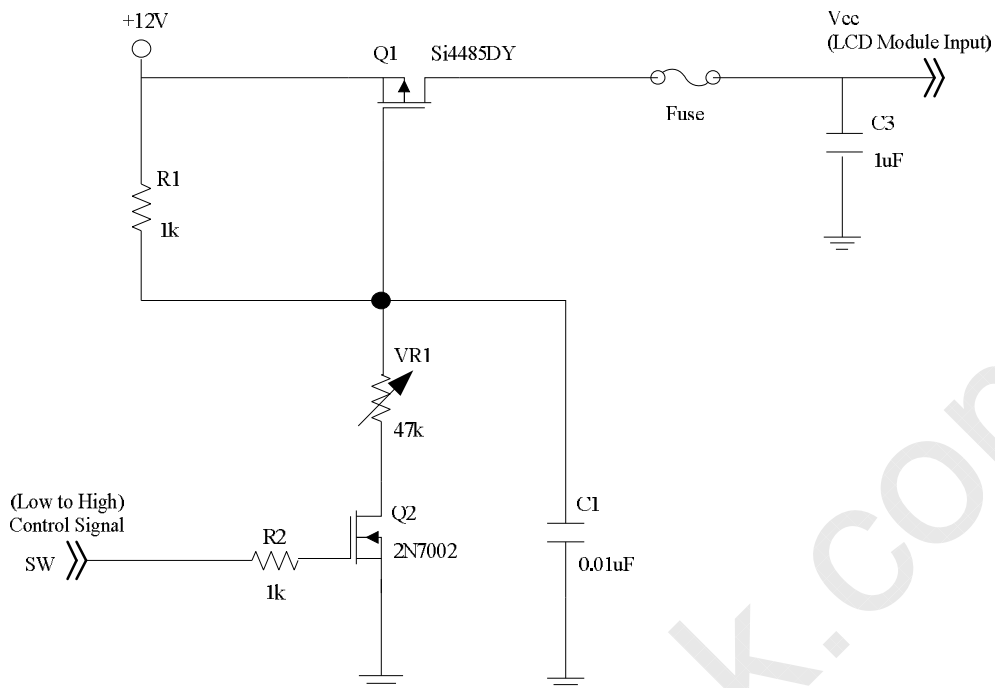 +12V
Q1
Si4485DY
Vcc
(LCD Module Input)
Fuse
C3
1uF
R1
1k
VR1
47k
(Low to High)
Control Signal
SW
R2
1k
Q2
2N7002
C1
0.01uF
k.com